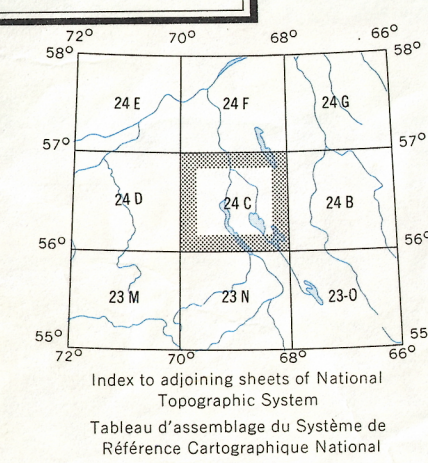 72° 70° 68° 66°
58° 58°
24 E 24 F 24 G
57° 57°
24 D 24 C 24 B
56° 56°
23 M 23 N 23-O
55° 55
72° 70° 68° 66°
Index to adjoining sheets of National
Topographic System
Tableau d'assemblage du Système de
Référence Cartographique National